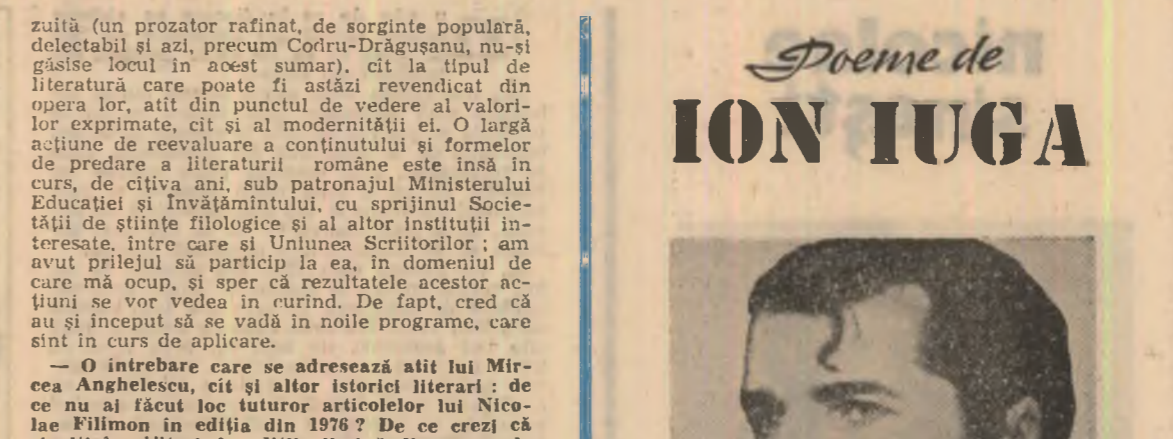 zuită (un prozator rafinat, de sorginte populară,
delectabil și azi, precum Codru-Drăgușanu, nu-și
găsise locul în acest sumar), cît la tipul de
literatură care poate fi astăzi revendicat din
opera lor, atît din punctul de vedere al valori-
lor exprimate, cît și al modernității ei. O largă
acțiune de reevaluare a conținutului și formelor
de predare a literaturii române este însă în
curs, de cîțiva ani, sub patronajul Ministerului
Educației și Învățămîntului, cu sprijinul Socie-
tății de științe filologice și al altor instituții in-
teresate, între care și Uniunea Scriitorilor ; am
avut prilejul să particip la ea, în domeniul de
care mă ocup, și sper că rezultatele acestor ac-
țiuni se vor vedea în curînd. De fapt, cred că
au și început să se vadă în noile programe, care
sînt în curs de aplicare.
— O întrebare care se adresează atît lui Mir-
cea Anghelescu, cît și altor istorici literari : de
ce nu ai făcut loc tuturor articolelor lui Nico-
lae Filimon în ediția din 1976 ? De ce crezi că
Poeme de
ION IUGA